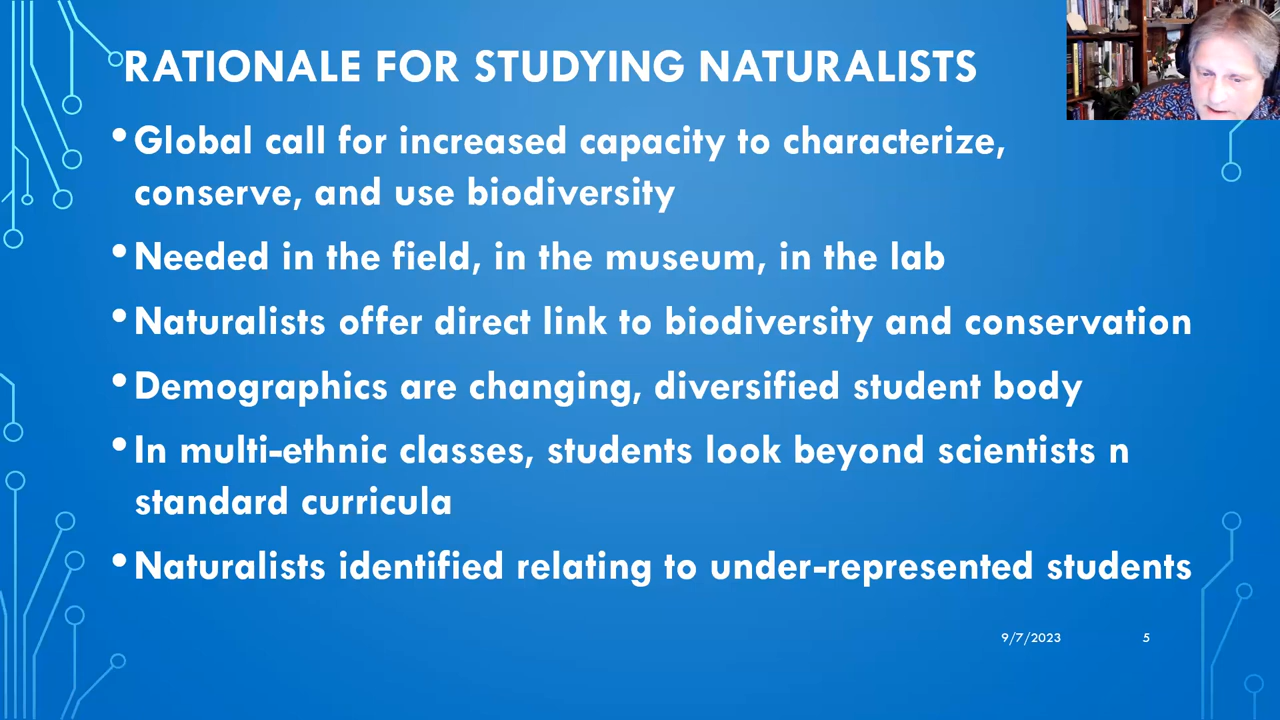 RATIONALE FOR STUDYING NATURALISTS
• Global call for increased capacity to characterize,
conserve, and use biodiversity
• Needed in the field, in the museum, in the lab
• Naturalists offer direct link to biodiversity and conservation
• Demographics are changing, diversified student body
• In multi-ethnic classes, students look beyond scientists n
standard curricula
• Naturalists identified relating to under-represented students
9/7/2023 5